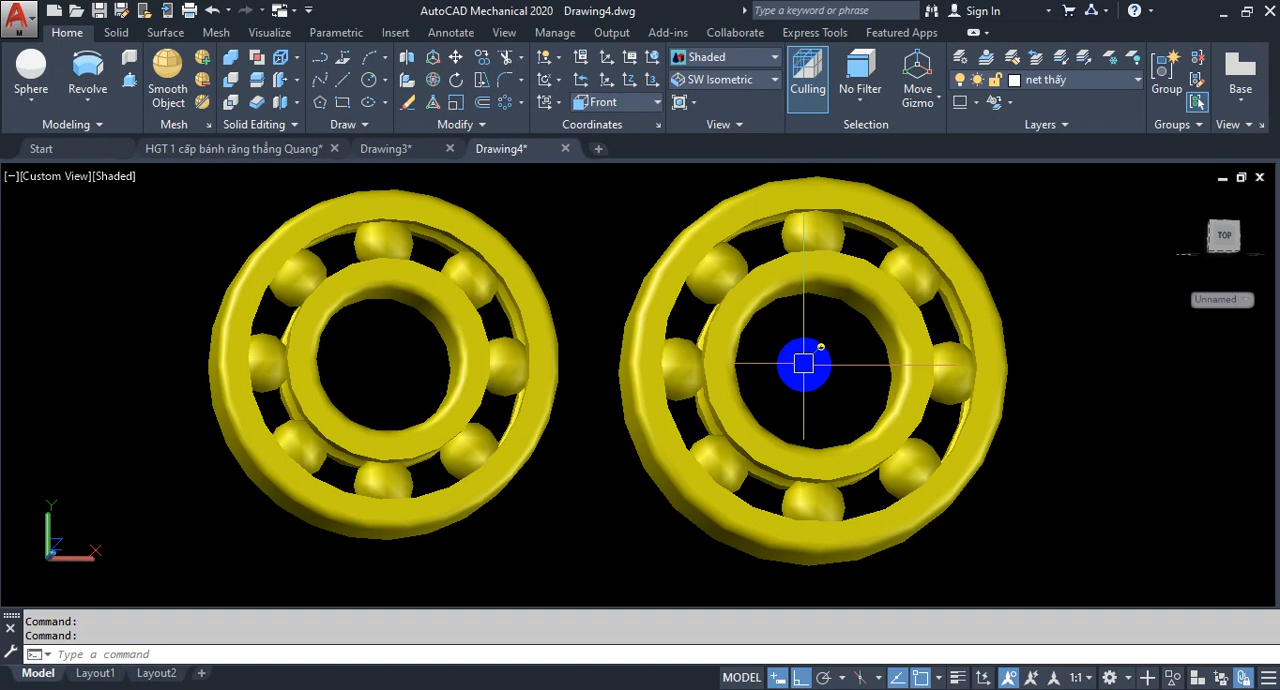 A
M
AutoCAD Mechanical 2020 Drawing4.dwg
Type a keyword or phrase
Sign In
Home Solid Surface Mesh Visualize Parametric Insert Annotate View Manage Output Add-ins Collaborate Express Tools Featured Apps
Sphere
Revolve
Smooth
Object
Shaded
SW Isometric
Front
Culling
No Filter
Move
Gizmo
net thấy
Group
Base
Modeling
Mesh
Solid Editing
Draw
Modify
Coordinates
View
Selection
Layers
Groups
View
Start
HGT 1 cấp bánh răng thẳng Quang*
Drawing3*
Drawing4*
[−][Custom View][Shaded]
TOP
Unnamed
Y
Z
X
Command:
Command:
Type a command
Model Layout1 Layout2
MODEL
1:1